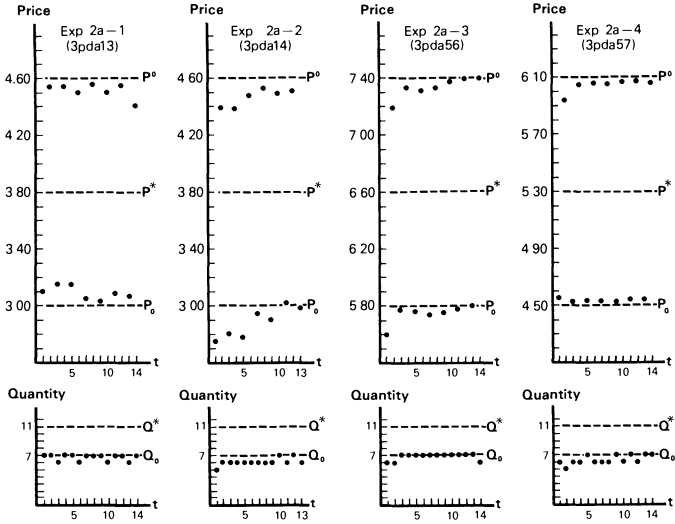 Price
Exp 2a—1
(3pda13)
4.60
P⁰
4 20
3 80
P*
3 40
3 00
P₀
5
10
14
t
Quantity
11
Q*
7
Q₀
5
10
14
t
Price
Exp 2a—2
(3pda14)
4 60
P⁰
4 20
3 80
P*
3 40
3 00
P₀
5
10
13
t
Quantity
11
Q*
7
Q₀
5
10
13
t
Price
Exp 2a—3
(3pda56)
7 40
P⁰
7 00
6 60
P*
6 20
5 80
P₀
5
10
14
t
Quantity
11
Q*
7
Q₀
5
10
14
t
Price
Exp 2a—4
(3pda57)
6 10
P⁰
5 70
5 30
P*
4 90
4 50
P₀
5
10
14
t
Quantity
11
Q*
7
Q₀
5
10
14
t